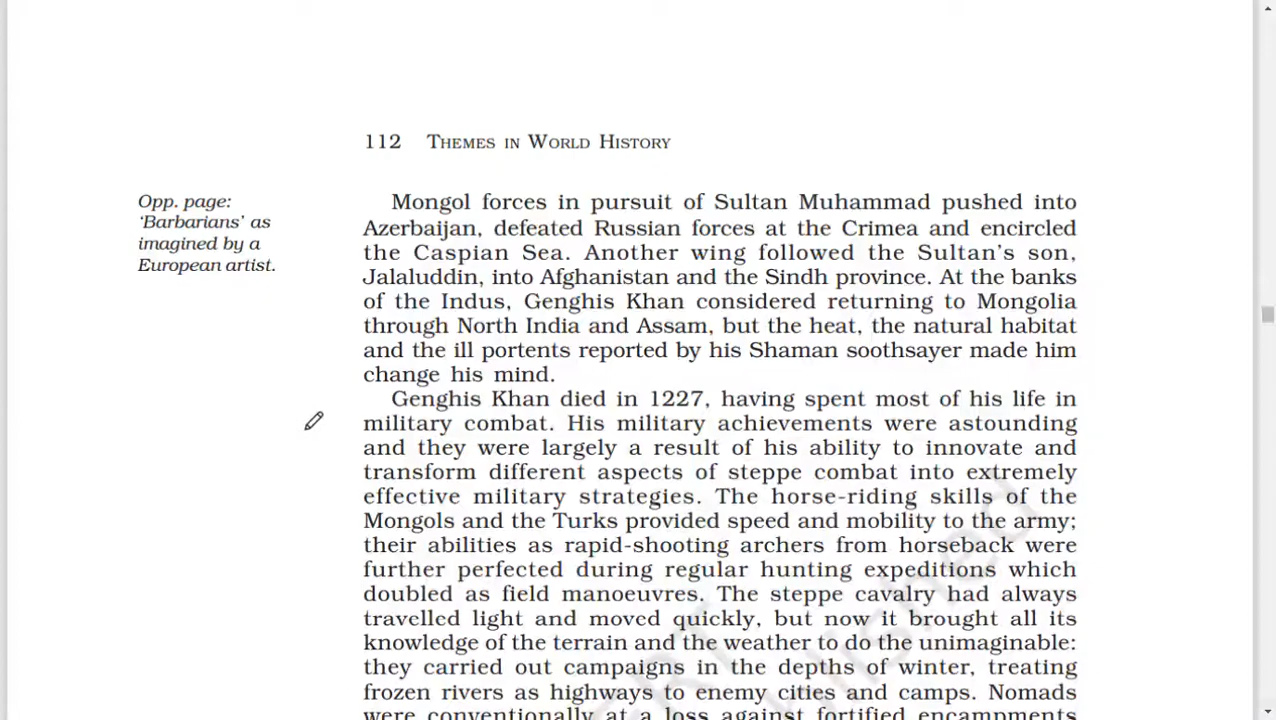 112 THEMES IN WORLD HISTORY
Opp. page:
‘Barbarians’ as
imagined by a
European artist.
Mongol forces in pursuit of Sultan Muhammad pushed into
Azerbaijan, defeated Russian forces at the Crimea and encircled
the Caspian Sea. Another wing followed the Sultan’s son,
Jalaluddin, into Afghanistan and the Sindh province. At the banks
of the Indus, Genghis Khan considered returning to Mongolia
through North India and Assam, but the heat, the natural habitat
and the ill portents reported by his Shaman soothsayer made him
change his mind.
Genghis Khan died in 1227, having spent most of his life in
military combat. His military achievements were astounding
and they were largely a result of his ability to innovate and
transform different aspects of steppe combat into extremely
effective military strategies. The horse-riding skills of the
Mongols and the Turks provided speed and mobility to the army;
their abilities as rapid-shooting archers from horseback were
further perfected during regular hunting expeditions which
doubled as field manoeuvres. The steppe cavalry had always
travelled light and moved quickly, but now it brought all its
knowledge of the terrain and the weather to do the unimaginable:
they carried out campaigns in the depths of winter, treating
frozen rivers as highways to enemy cities and camps. Nomads
were conventionally at a loss against fortified encampments